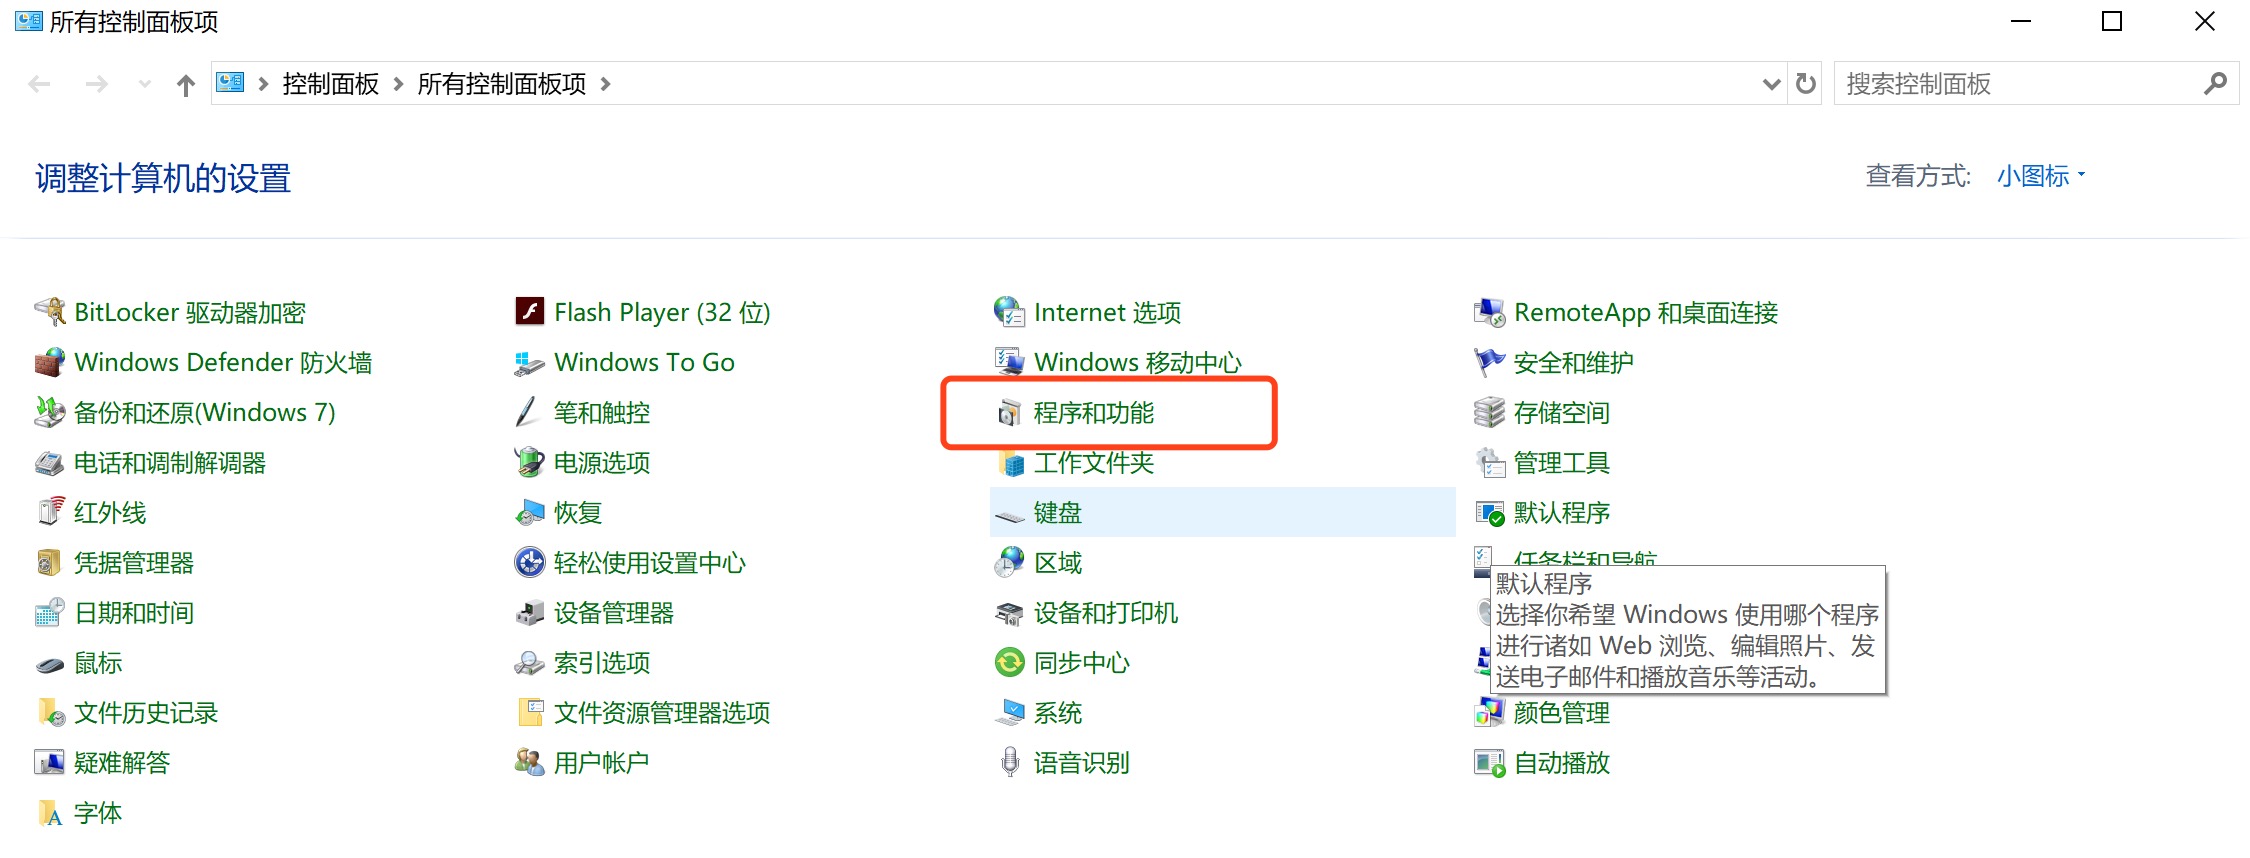 所有控制面板项
控制面板 所有控制面板项
搜索控制面板
调整计算机的设置
查看方式: 小图标
BitLocker 驱动器加密
Flash Player (32 位)
Internet 选项
RemoteApp 和桌面连接
Windows Defender 防火墙
Windows To Go
Windows 移动中心
安全和维护
备份和还原(Windows 7)
笔和触控
程序和功能
存储空间
电话和调制解调器
电源选项
工作文件夹
管理工具
红外线
恢复
键盘
默认程序
凭据管理器
轻松使用设置中心
区域
任务栏和导航
日期和时间
设备管理器
设备和打印机
鼠标
索引选项
同步中心
默认程序
选择你希望 Windows 使用哪个程序
进行诸如 Web 浏览、编辑照片、发
送电子邮件和播放音乐等活动。
文件历史记录
文件资源管理器选项
系统
颜色管理
疑难解答
用户帐户
语音识别
自动播放
字体